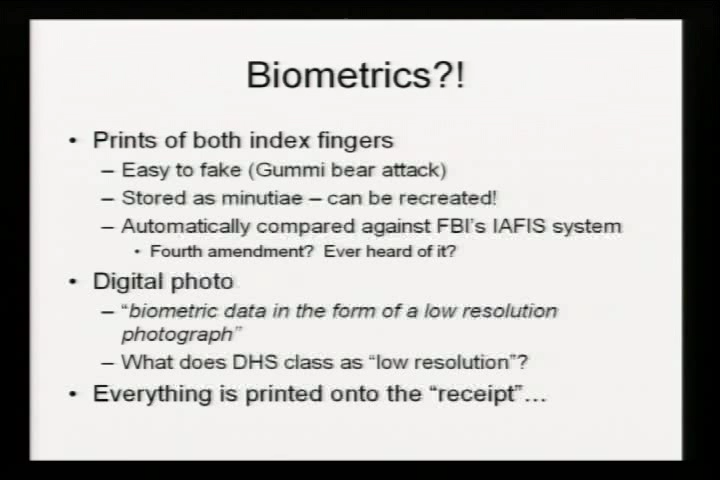 Biometrics?!
• Prints of both index fingers
– Easy to fake (Gummi bear attack)
– Stored as minutiae – can be recreated!
– Automatically compared against FBI's IAFIS system
• Fourth amendment? Ever heard of it?
• Digital photo
– "biometric data in the form of a low resolution
photograph"
– What does DHS class as "low resolution"?
• Everything is printed onto the "receipt"…